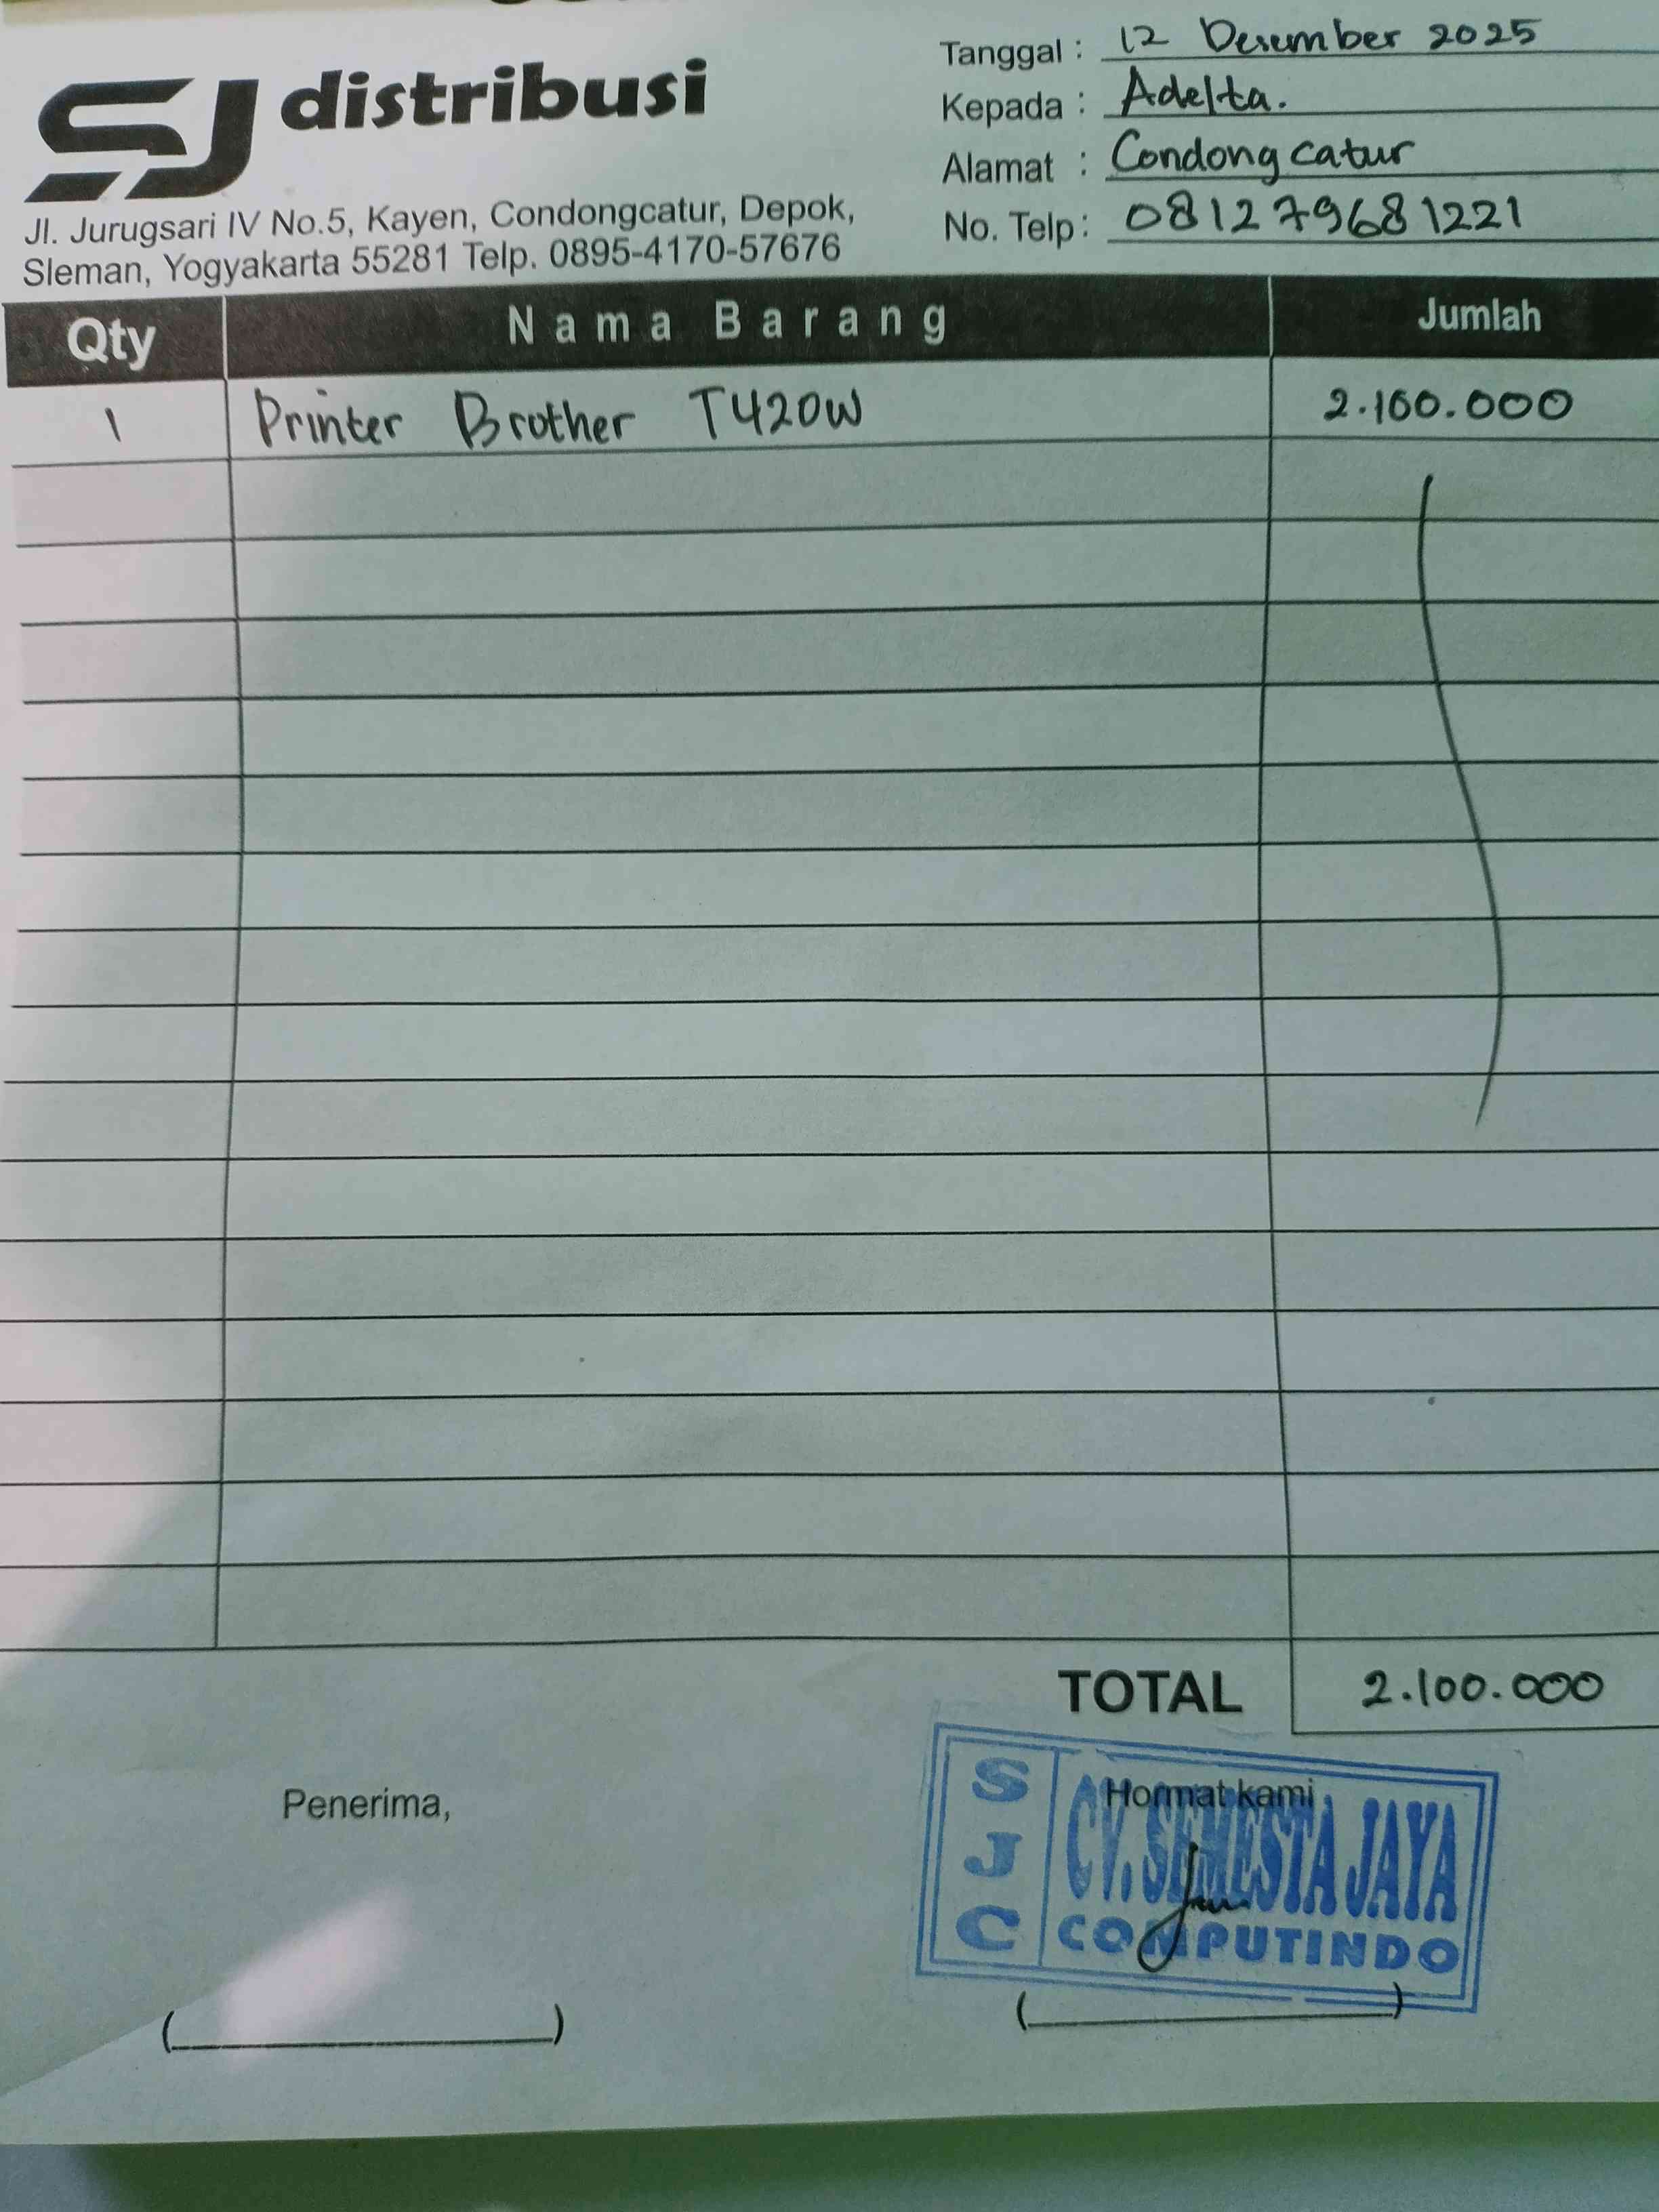 SJ distribusi
Jl. Jurugsari IV No.5, Kayen, Condongcatur, Depok,
Sleman, Yogyakarta 55281 Telp. 0895-4170-57676
Tanggal : 12 Desember 2025
Kepada : Adelta.
Alamat : Condong catur
No. Telp: 081279681221
Qty Nama Barang Jumlah
1 Printer Brother T420W 2.100.000
TOTAL 2.100.000
Penerima,
Hormat kami
SJC
CV. SEMESTA JAYA
COMPUTINDO